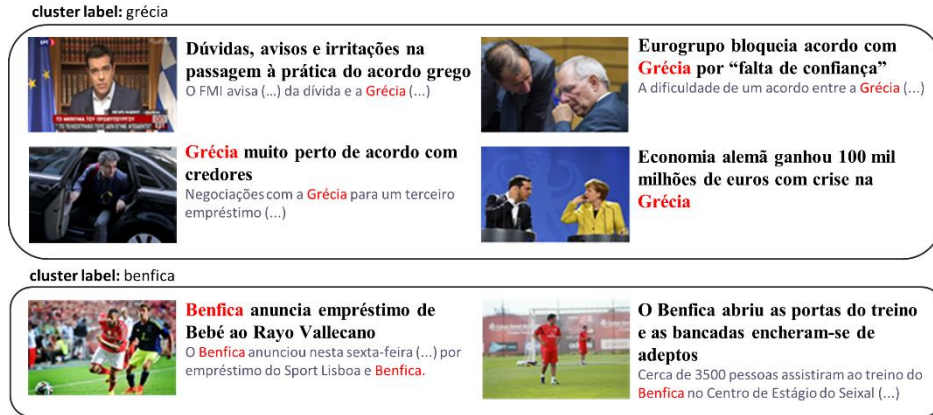 cluster label: grécia
Dúvidas, avisos e irritações na
passagem à prática do acordo grego
O FMI avisa (...) da dívida e a Grécia (...)
Eurogrupo bloqueia acordo com
Grécia por “falta de confiança”
A dificuldade de um acordo entre a Grécia (...)
Grécia muito perto de acordo com
credores
Negociações com a Grécia para um terceiro
empréstimo (...)
Economia alemã ganhou 100 mil
milhões de euros com crise na
Grécia
cluster label: benfica
Benfica anuncia empréstimo de
Bebé ao Rayo Vallecano
O Benfica anunciou nesta sexta-feira (...) por
empréstimo do Sport Lisboa e Benfica.
O Benfica abriu as portas do treino
e as bancadas encheram-se de
adeptos
Cerca de 3500 pessoas assistiram ao treino do
Benfica no Centro de Estágio do Seixal (...)